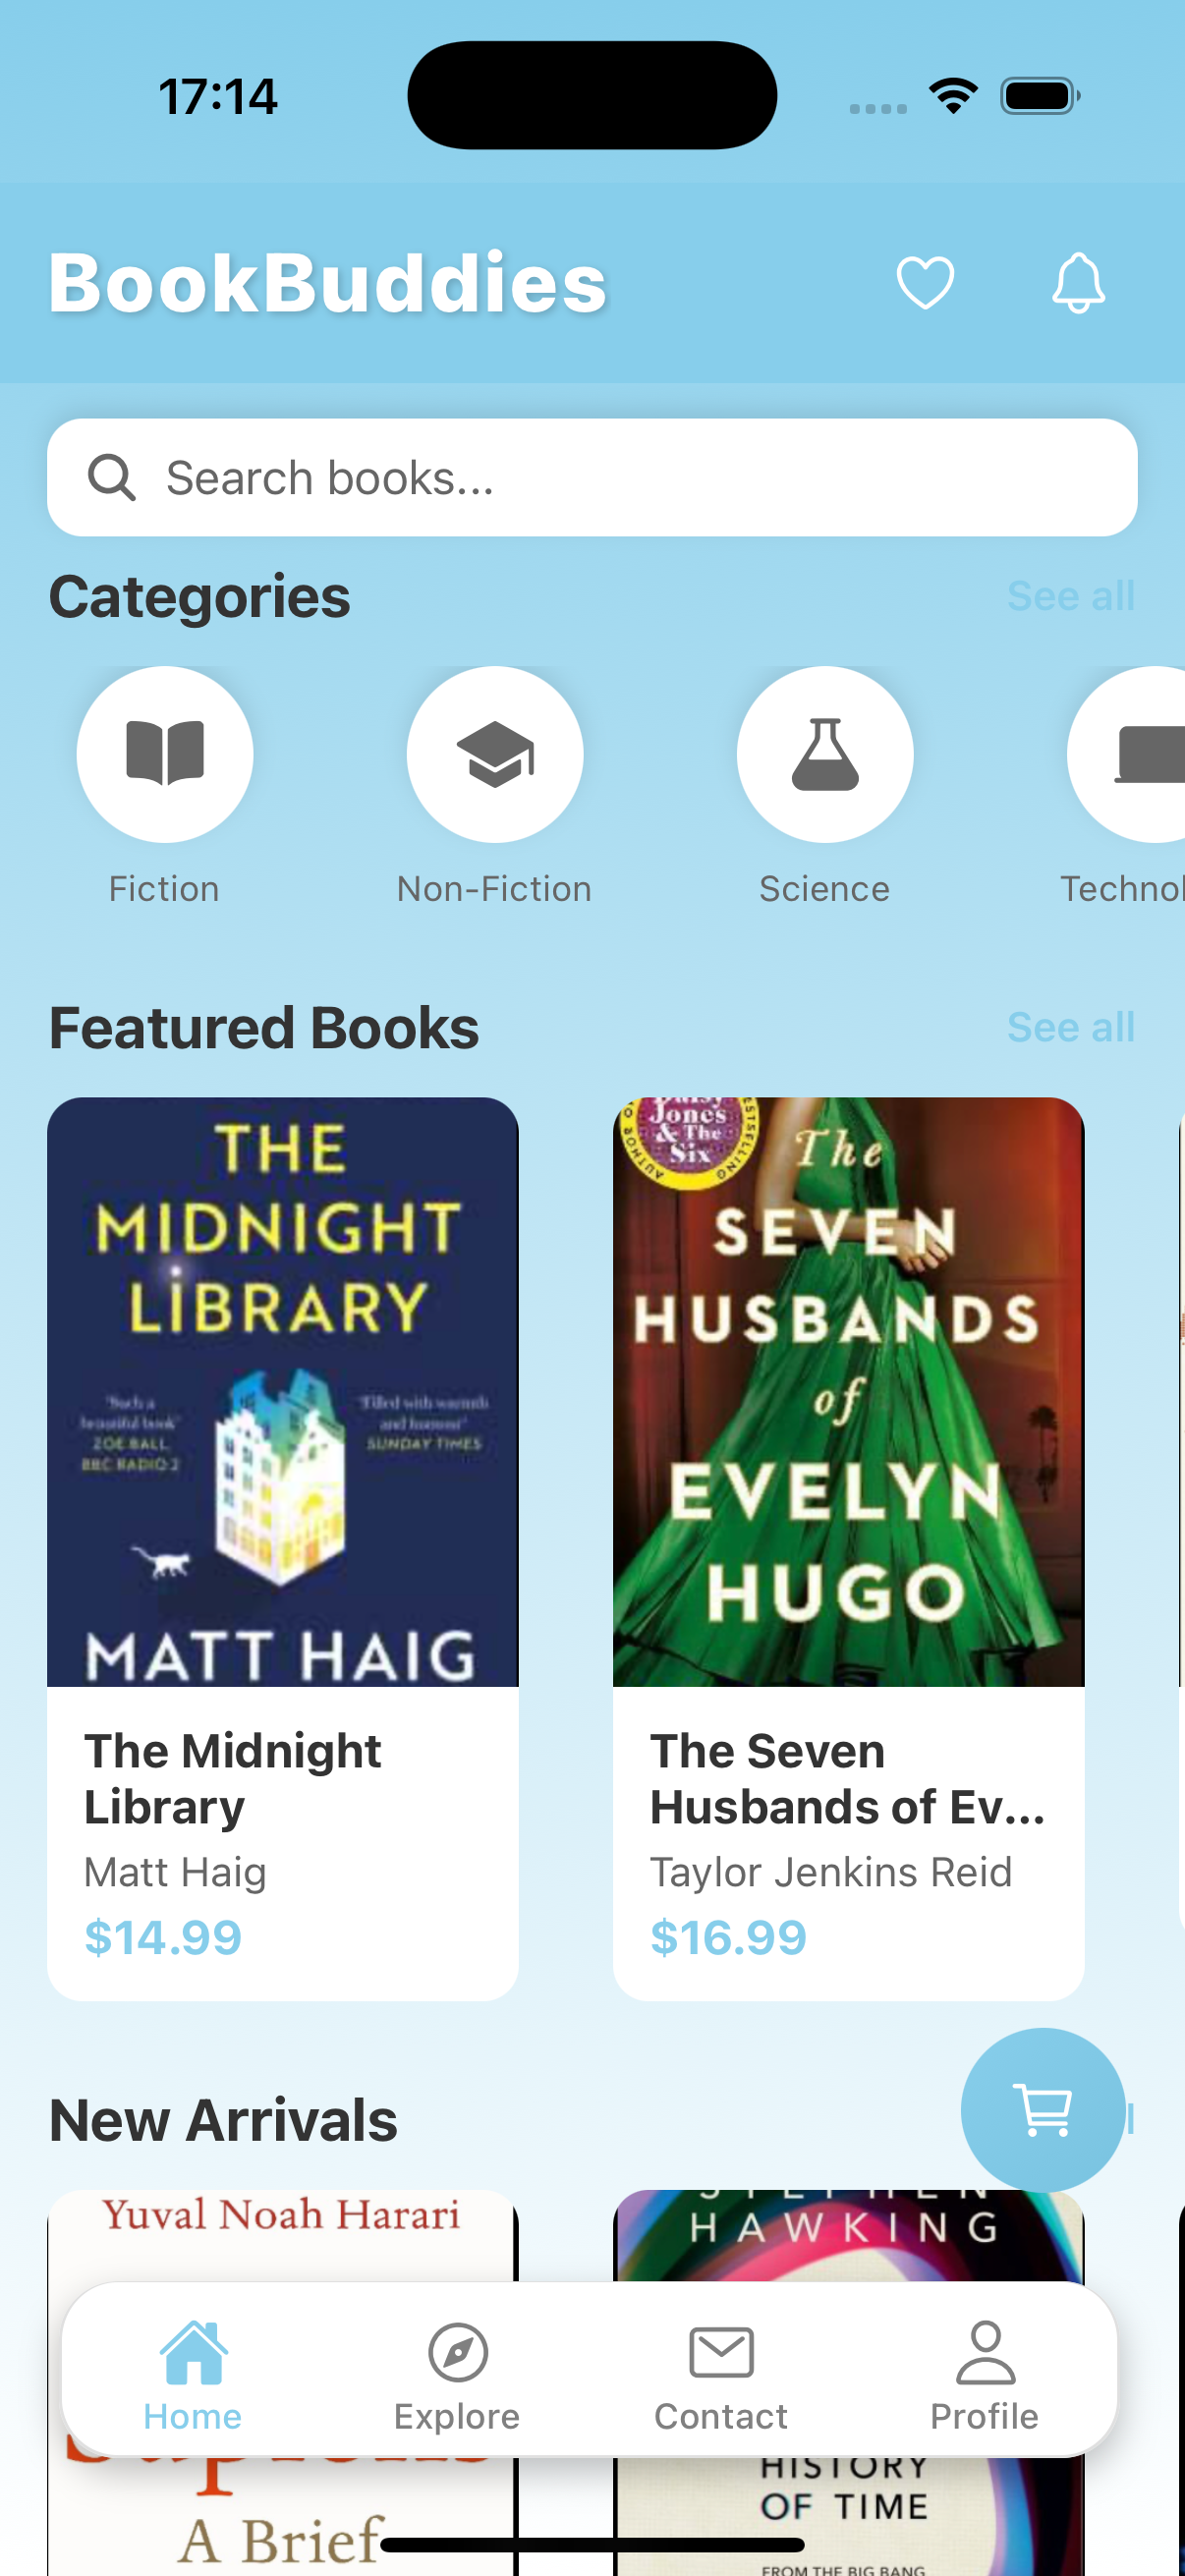 17:14
BookBuddies
Search books...
Categories
See all
Fiction
Non-Fiction
Science
Technol
Featured Books
See all
THE
MIDNIGHT
LIBRARY
'Such a
beautiful book'
ZOE BALL,
BBC RADIO 2
'Filled with warmth
and humour'
SUNDAY TIMES
MATT HAIG
Jones
& The
Six
AUTHOR
BESTSELLING
The
SEVEN
HUSBANDS
of
EVELYN
HUGO
The Midnight
Library
Matt Haig
$14.99
The Seven
Husbands of Ev...
Taylor Jenkins Reid
$16.99
New Arrivals
Yuval Noah Harari
A Brief
STEPHEN
HAWKING
HISTORY
OF TIME
FROM THE BIG BANG
Home
Explore
Contact
Profile